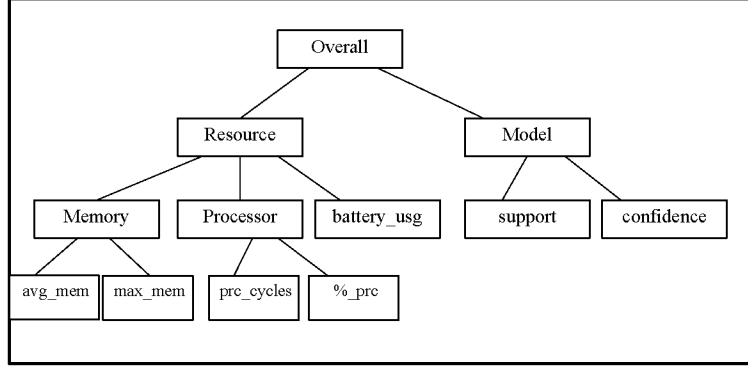 Overall
Resource
Model
Memory
Processor
battery_usg
support
confidence
avg_mem
max_mem
prc_cycles
%_prc